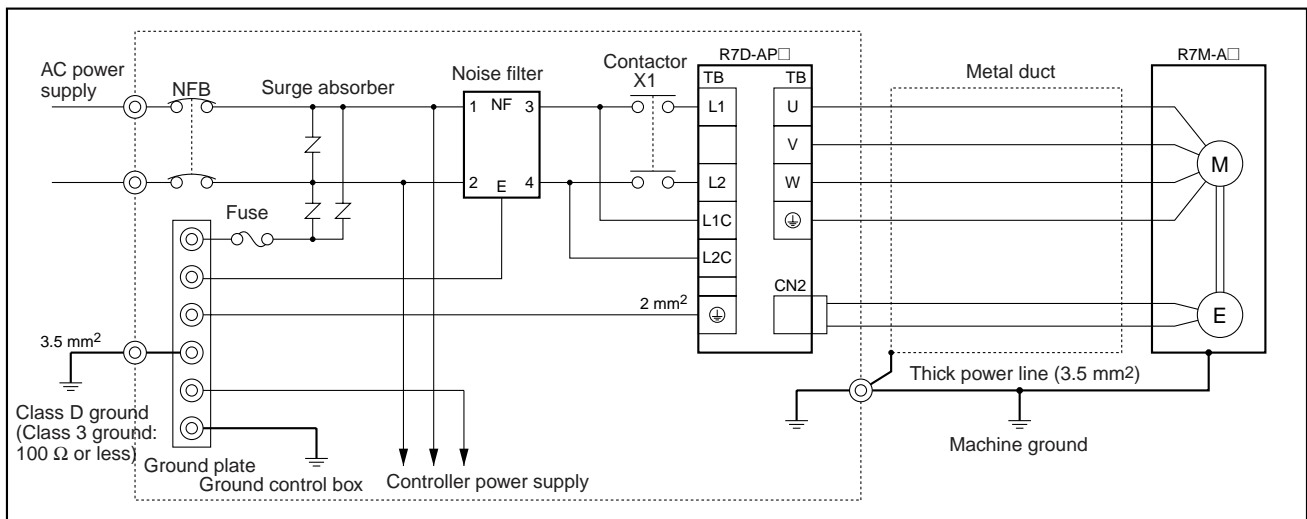 R7D-AP□
R7M-A□
AC power
supply
NFB
Surge absorber
Noise filter
Contactor
X1
TB
TB
Metal duct
1
NF
3
L1
U
V
2
E
4
L2
W
M
Fuse
L1C
L2C
CN2
2 mm²
E
3.5 mm²
Thick power line (3.5 mm²)
Class D ground
(Class 3 ground:
100 Ω or less)
Machine ground
Ground plate
Ground control box
Controller power supply